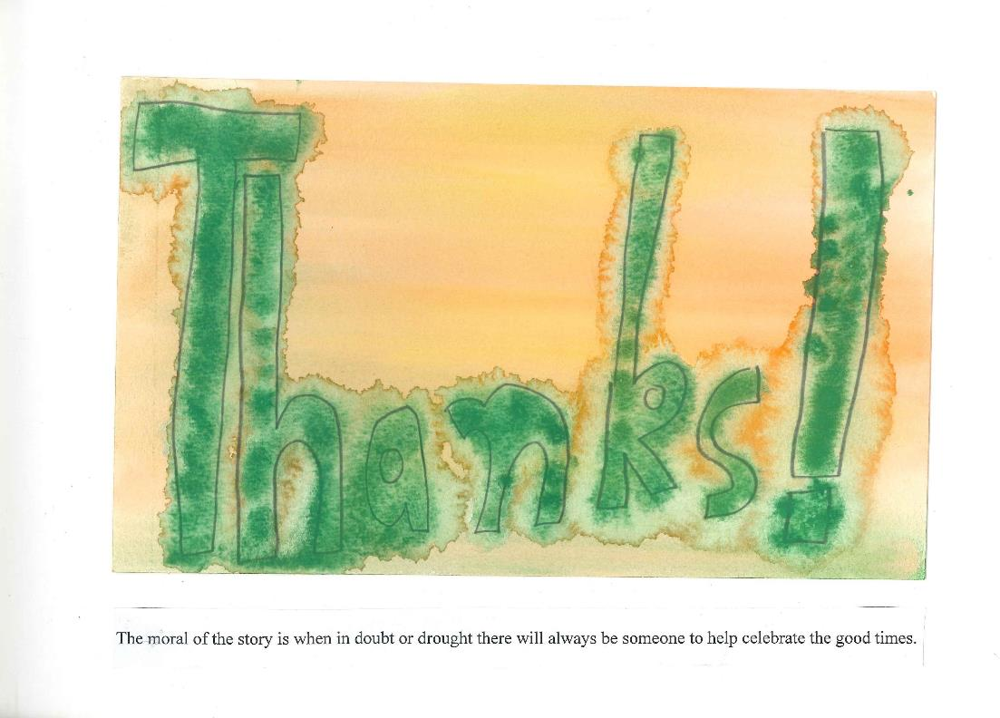 Thanks!
The moral of the story is when in doubt or drought there will always be someone to help celebrate the good times.